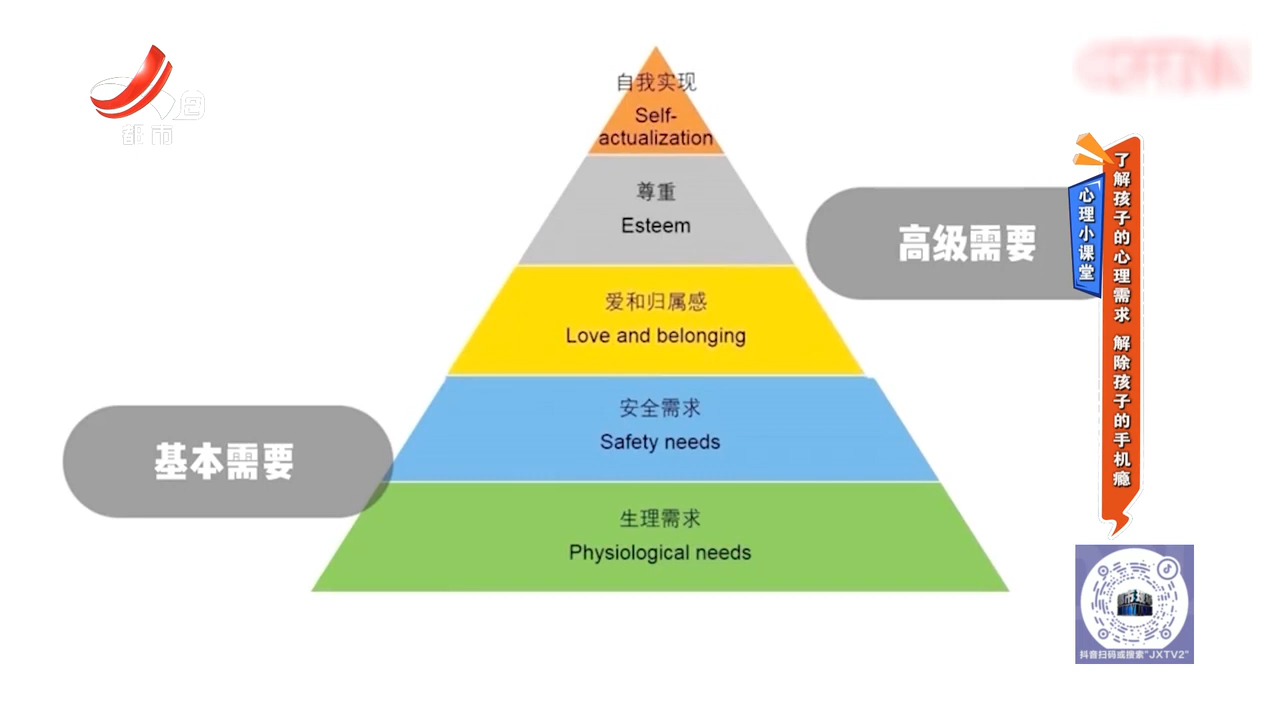 都市
自我实现
Self-
actualization
尊重
Esteem
爱和归属感
Love and belonging
安全需求
Safety needs
生理需求
Physiological needs
高级需要
基本需要
心理小课堂
了解孩子的心理需求 解除孩子的手机瘾
抖音扫码或搜索"JXTV2"